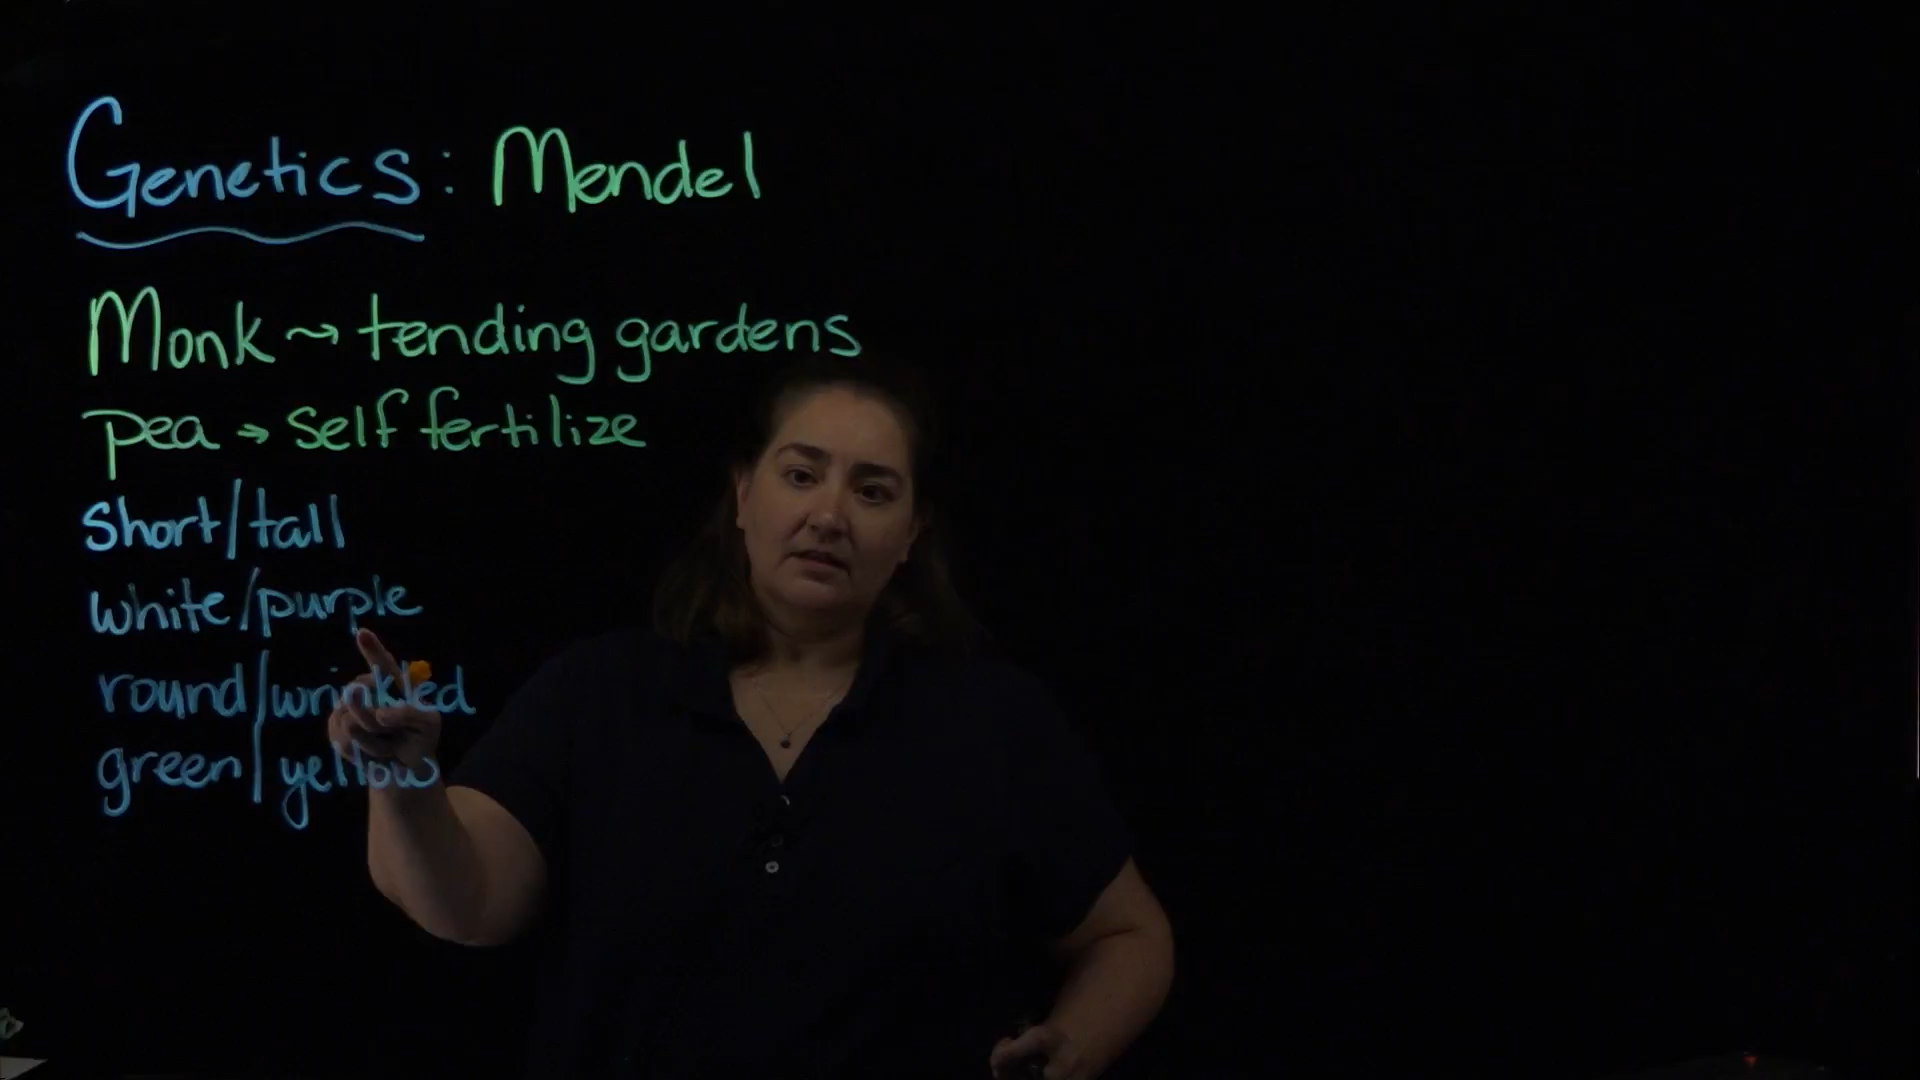 Genetics: Mendel
Monk → tending gardens
pea → self fertilize
short/tall
white/purple
round/wrinkled
green/yellow